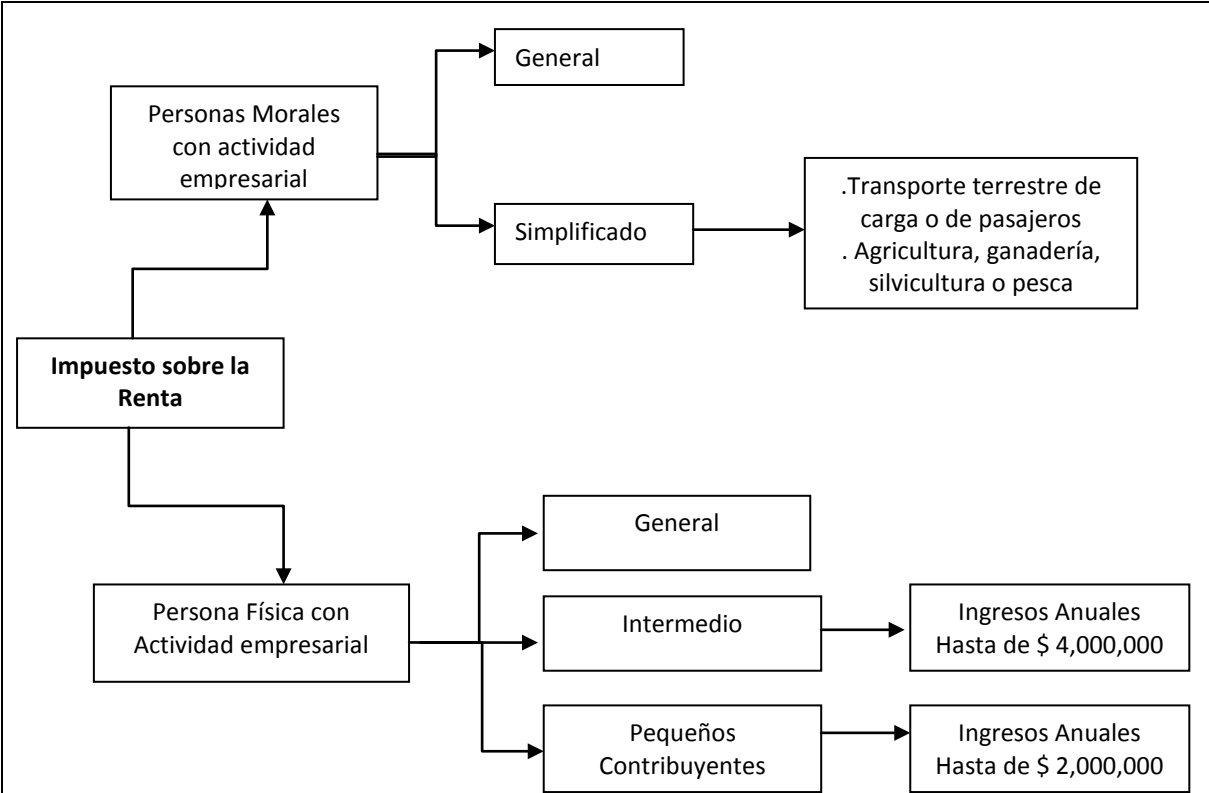 General
Personas Morales
con actividad
empresarial
Simplificado
.Transporte terrestre de
carga o de pasajeros
. Agricultura, ganadería,
silvicultura o pesca
Impuesto sobre la
Renta
General
Persona Física con
Actividad empresarial
Intermedio
Ingresos Anuales
Hasta de $ 4,000,000
Pequeños
Contribuyentes
Ingresos Anuales
Hasta de $ 2,000,000